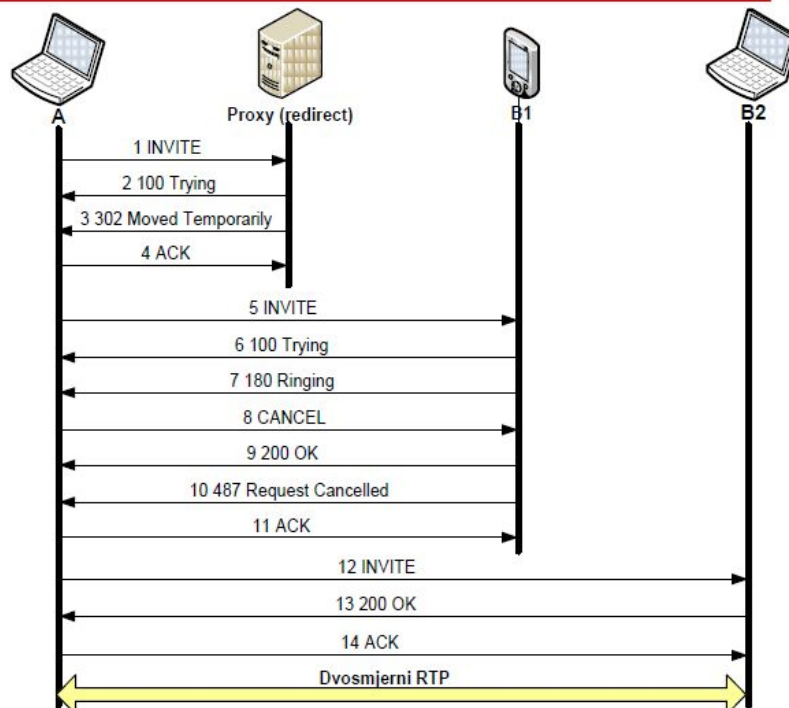 A
Proxy (redirect)
B1
B2
1 INVITE
2 100 Trying
3 302 Moved Temporarily
4 ACK
5 INVITE
6 100 Trying
7 180 Ringing
8 CANCEL
9 200 OK
10 487 Request Cancelled
11 ACK
12 INVITE
13 200 OK
14 ACK
Dvosmjerni RTP